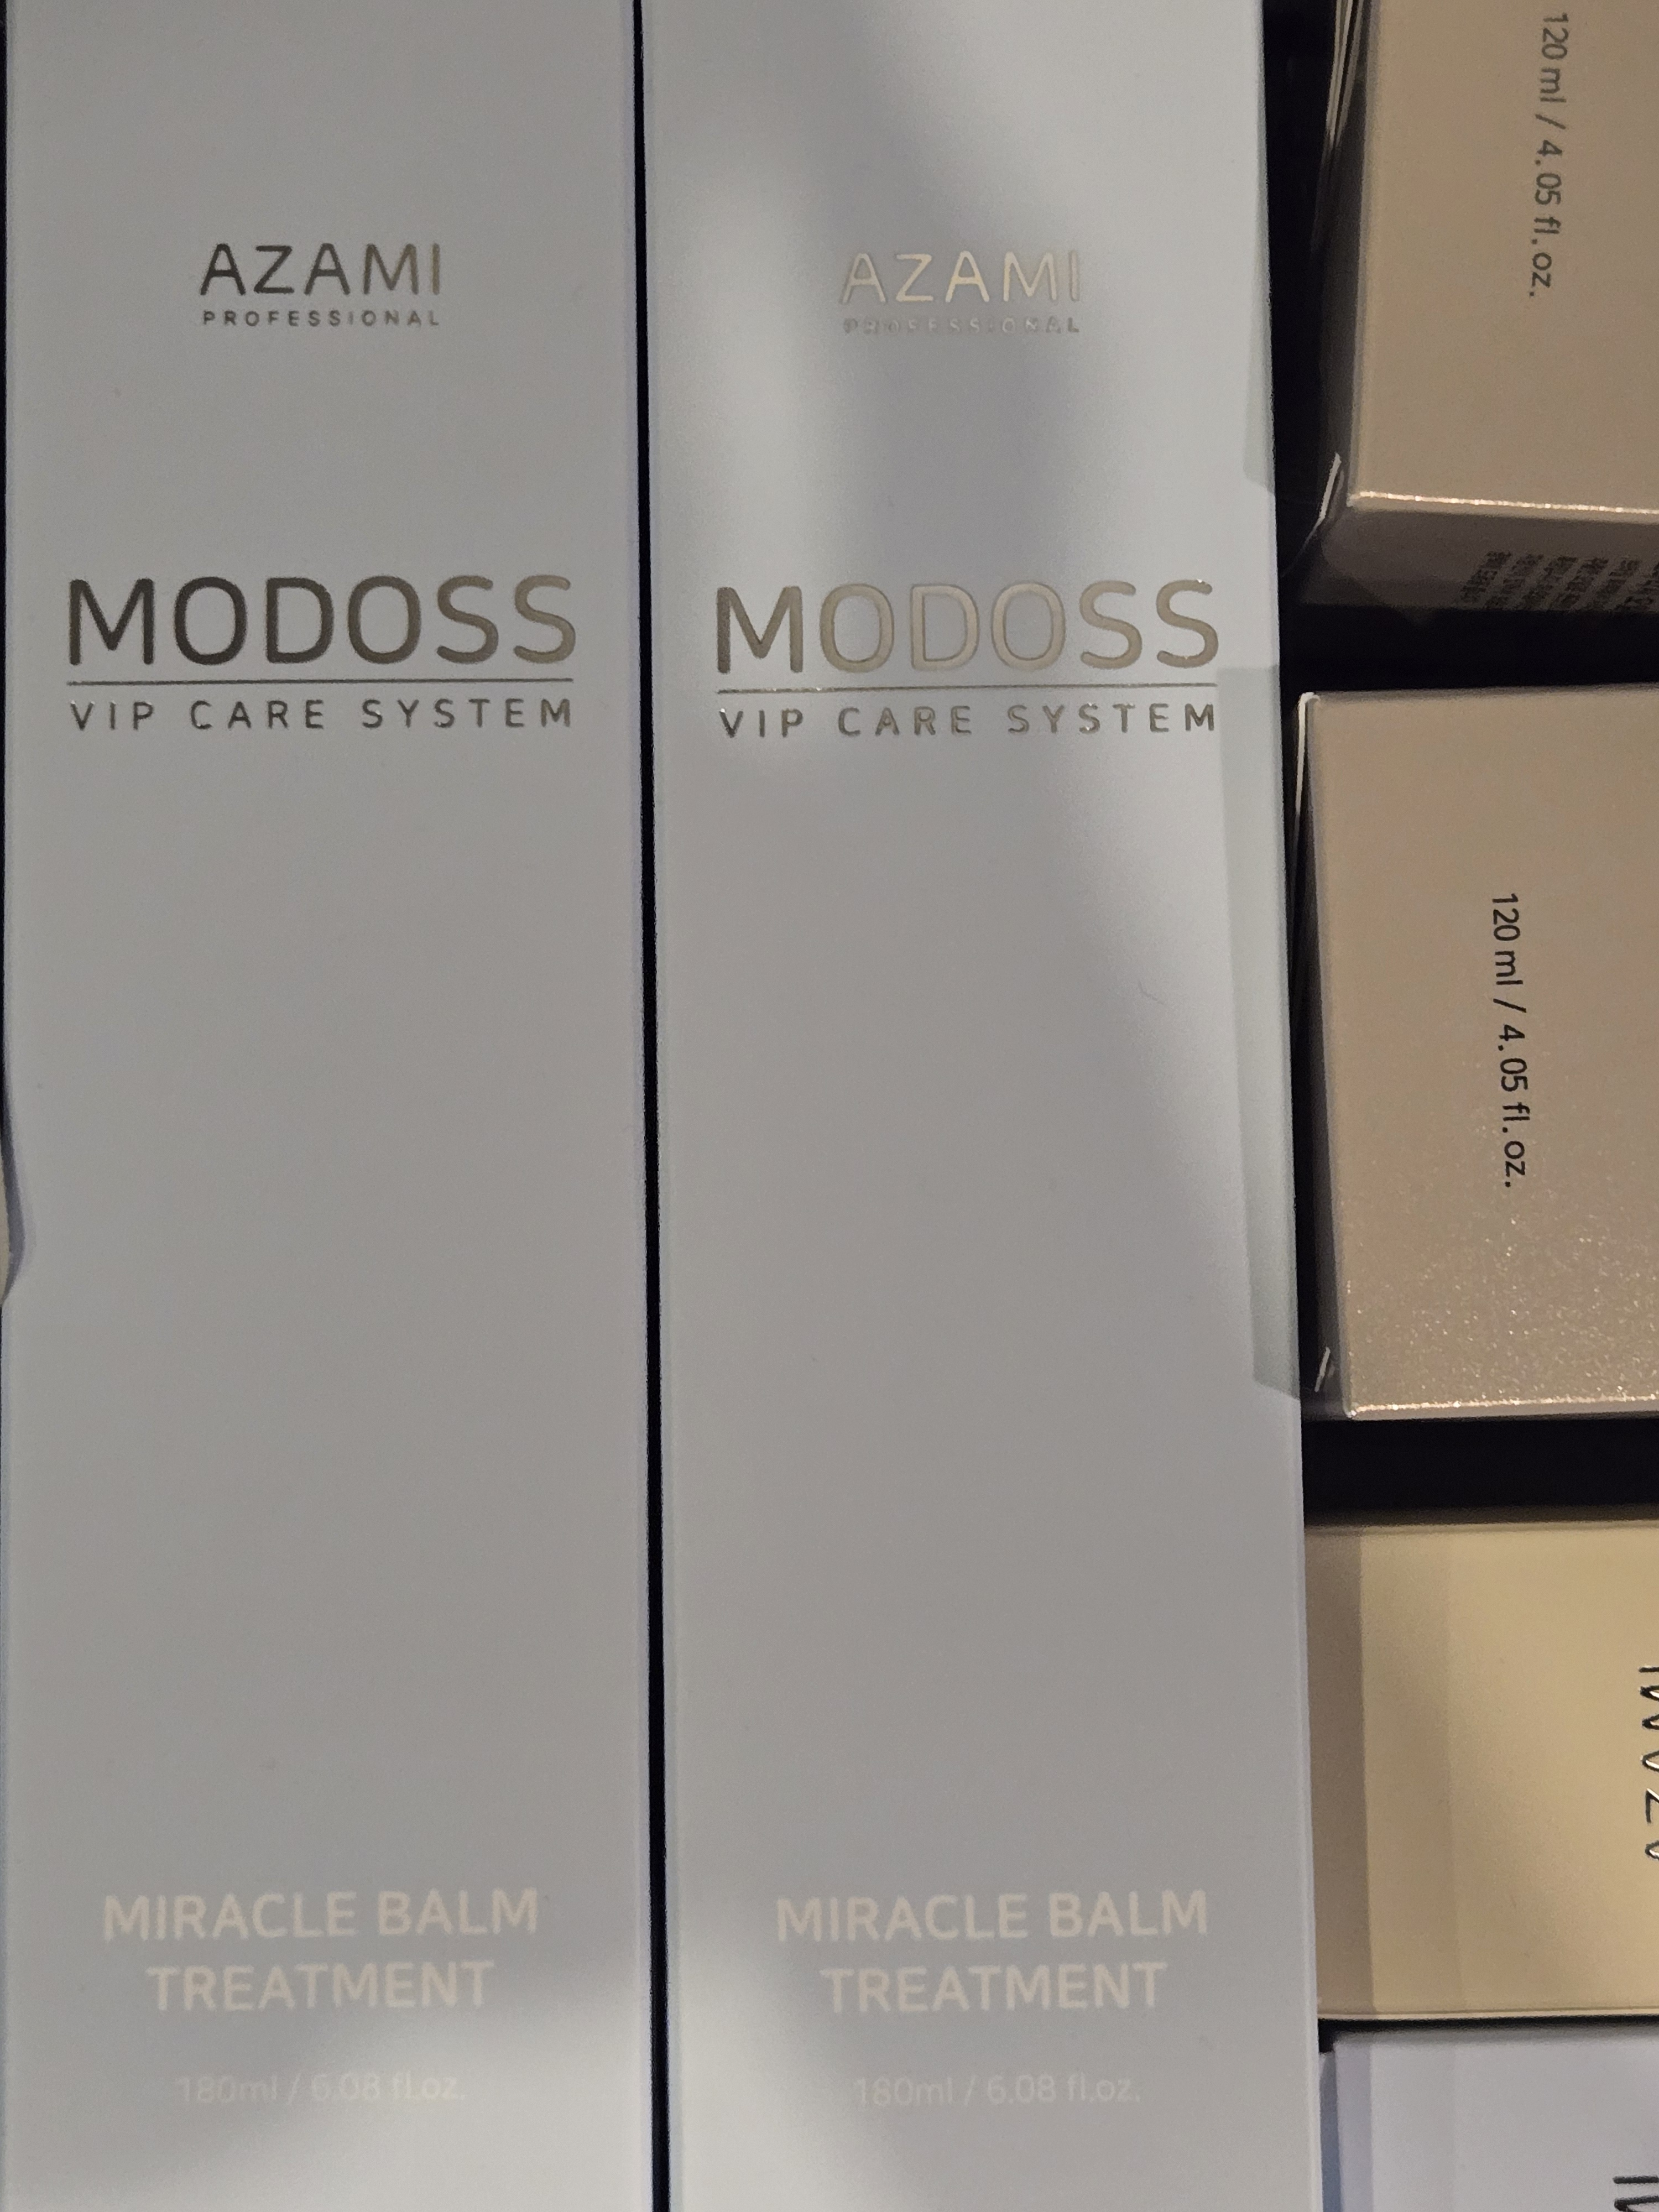 AZAMI
PROFESSIONAL
MODOSS
VIP CARE SYSTEM
MIRACLE BALM
TREATMENT
180ml / 6.08 fl.oz.
AZAMI
PROFESSIONAL
MODOSS
VIP CARE SYSTEM
MIRACLE BALM
TREATMENT
180ml / 6.08 fl.oz.
120 ml / 4.05 fl.oz.
120 ml / 4.05 fl.oz.
AZAMI